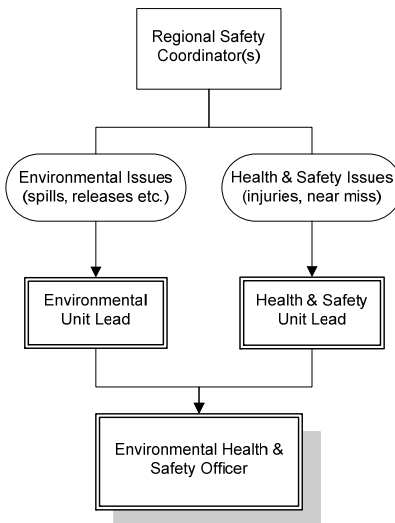 Regional Safety
Coordinator(s)
Environmental Issues
(spills, releases etc.)
Health & Safety Issues
(injuries, near miss)
Environmental
Unit Lead
Health & Safety
Unit Lead
Environmental Health &
Safety Officer